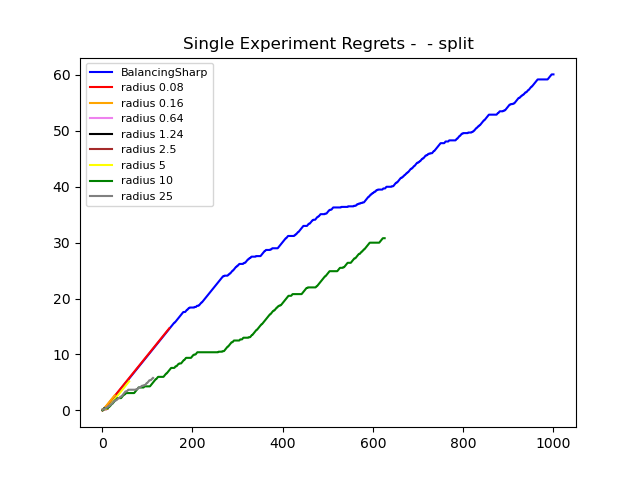 Single Experiment Regrets -  - split
BalancingSharp
radius 0.08
radius 0.16
radius 0.64
radius 1.24
radius 2.5
radius 5
radius 10
radius 25
60
50
40
30
20
10
0
0 200 400 600 800 1000